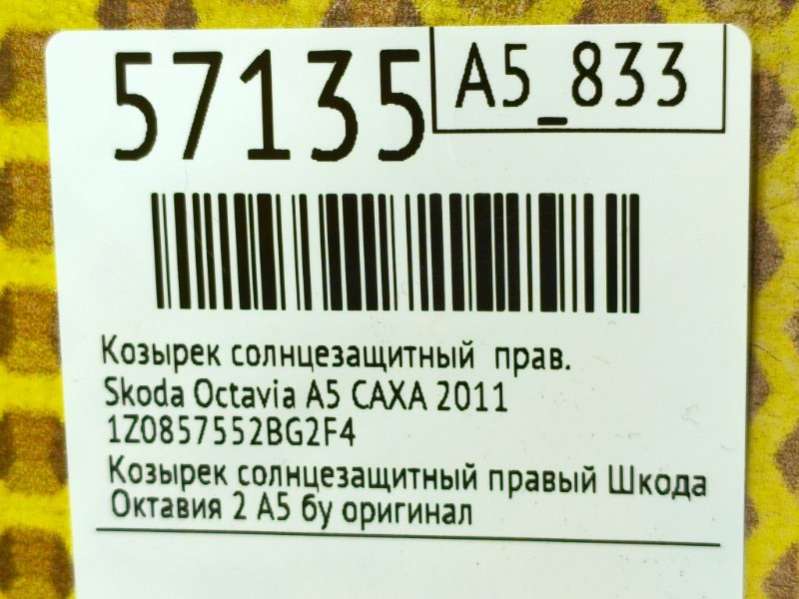 57135
A5_833
Козырек солнцезащитный прав.
Skoda Octavia A5 CAXA 2011
1Z0857552BG2F4
Козырек солнцезащитный правый Шкода
Октавия 2 А5 бу оригинал